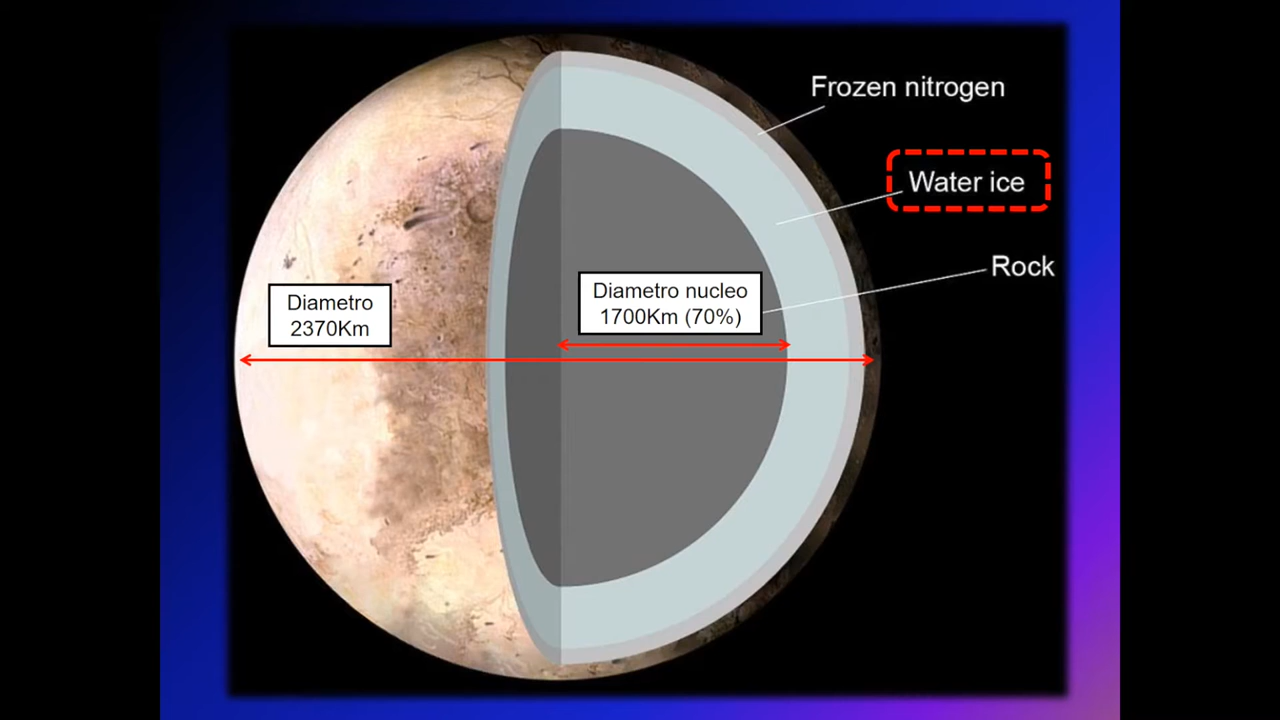 Frozen nitrogen
Water ice
Rock
Diametro
2370Km
Diametro nucleo
1700Km (70%)